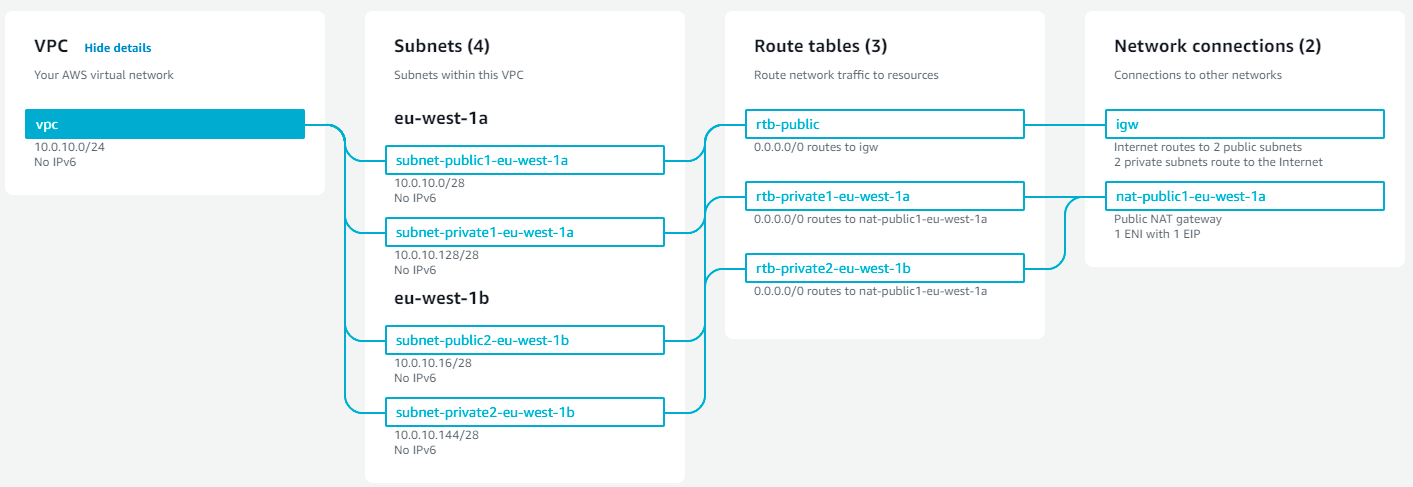 VPC Hide details
Your AWS virtual network
vpc
10.0.10.0/24
No IPv6
Subnets (4)
Subnets within this VPC
eu-west-1a
subnet-public1-eu-west-1a
10.0.10.0/28
No IPv6
subnet-private1-eu-west-1a
10.0.10.128/28
No IPv6
eu-west-1b
subnet-public2-eu-west-1b
10.0.10.16/28
No IPv6
subnet-private2-eu-west-1b
10.0.10.144/28
No IPv6
Route tables (3)
Route network traffic to resources
rtb-public
0.0.0.0/0 routes to igw
rtb-private1-eu-west-1a
0.0.0.0/0 routes to nat-public1-eu-west-1a
rtb-private2-eu-west-1b
0.0.0.0/0 routes to nat-public1-eu-west-1a
Network connections (2)
Connections to other networks
igw
Internet routes to 2 public subnets
2 private subnets route to the Internet
nat-public1-eu-west-1a
Public NAT gateway
1 ENI with 1 EIP